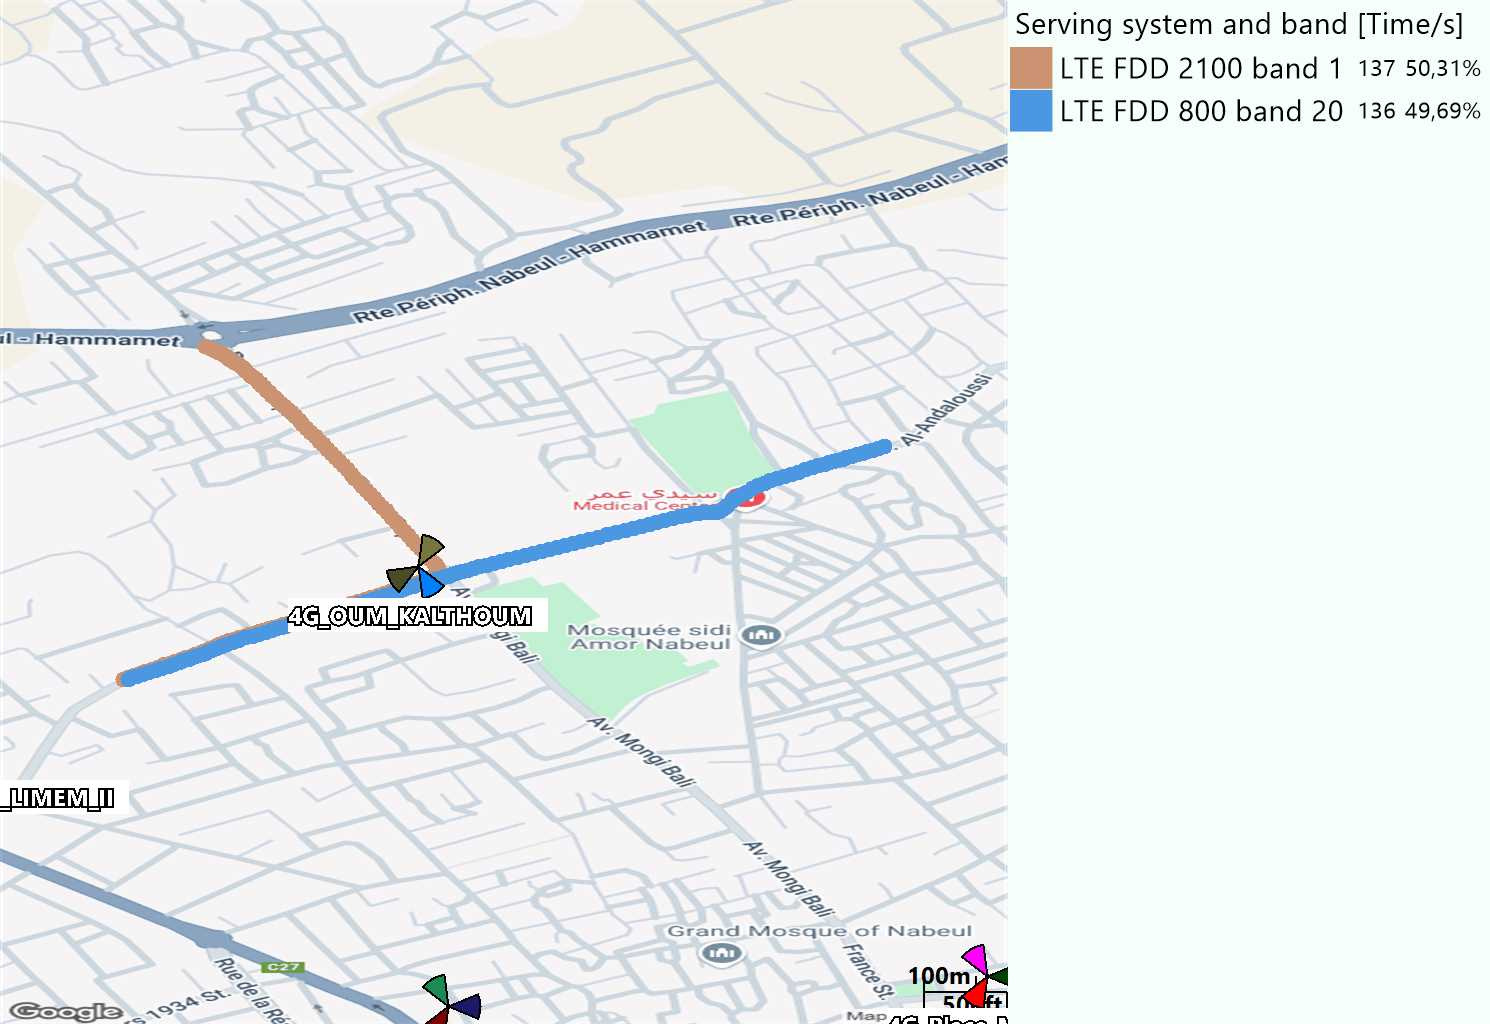 Serving system and band [Time/s]
LTE FDD 2100 band 1 137 50,31%
LTE FDD 800 band 20 136 49,69%
Rte Périph. Nabeul - Ham
Rte Périph. Nabeul - Hammamet
ul - Hammamet
Al-Andaloussi
سيدي عمر
Medical Cent
4G_OUM_KALTHOUM
Av.
gi Bali
Mosquée sidi
Amor Nabeul
Av. Mongi Bali
_LIMEM_II
Av. Mongi Bali
Grand Mosque of Nabeul
France St.
C27
Rue de la Ré
1934 St.
100m
Google
Map